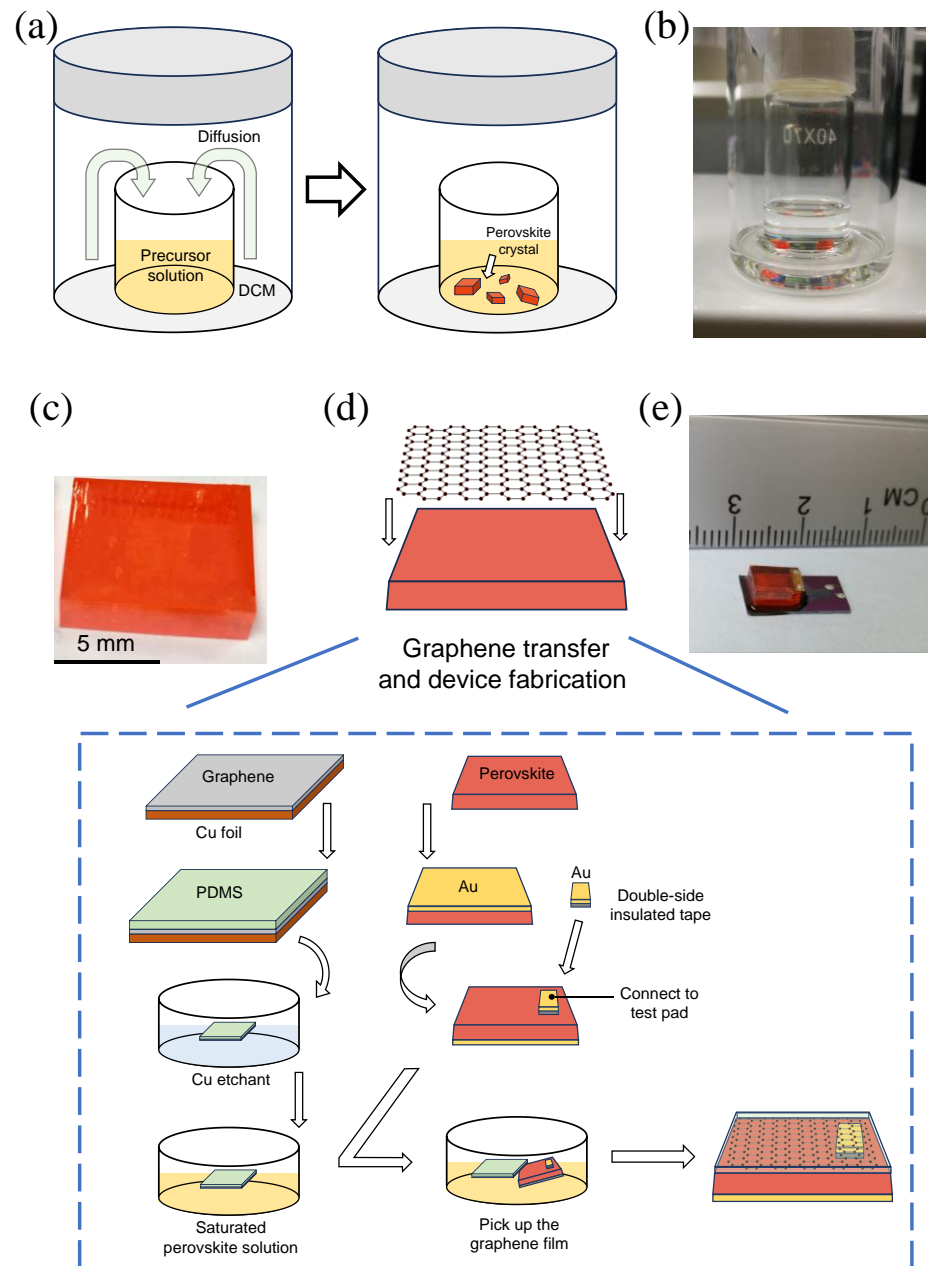 (a)
Diffusion
Precursor
solution
DCM
Perovskite
crystal
(b)
40X70
(c)
5 mm
(d)
Graphene transfer
and device fabrication
(e)
3 2 1 0
CM
Graphene
Cu foil
Perovskite
PDMS
Au
Au
Double-side
insulated tape
Connect to
test pad
Cu etchant
Saturated
perovskite solution
Pick up the
graphene film